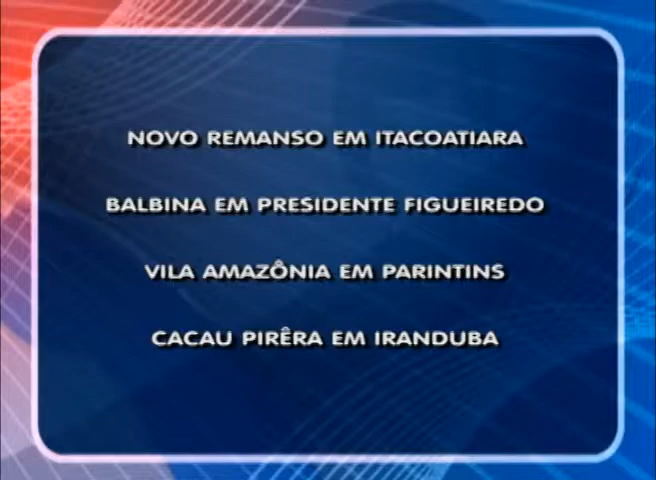 NOVO REMANSO EM ITACOATIARA
BALBINA EM PRESIDENTE FIGUEIREDO
VILA AMAZÔNIA EM PARINTINS
CACAU PIRÊRA EM IRANDUBA